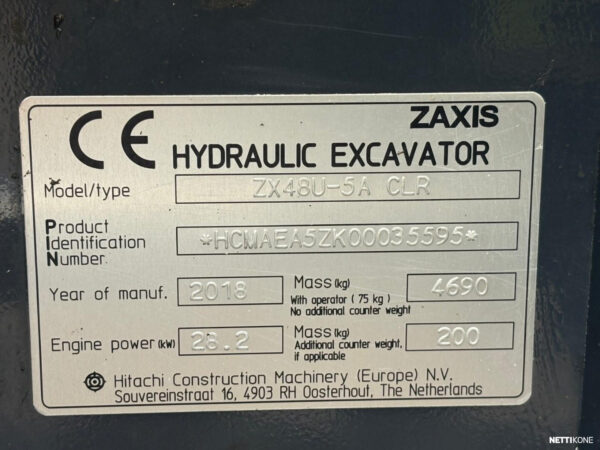 CE ZAXIS
HYDRAULIC EXCAVATOR
Model/type ZX48U-5A CLR
Product
Identification *HCMAEA5ZK00035595*
Number
Year of manuf. 2018 Mass(kg) 4690
With operator ( 75 kg )
No additional counter weight
Engine power(kW) 28.2 Mass(kg) 200
Additional counter weight,
if applicable
Hitachi Construction Machinery (Europe) N.V.
Souvereinstraat 16, 4903 RH Oosterhout, The Netherlands
NETTIKONE